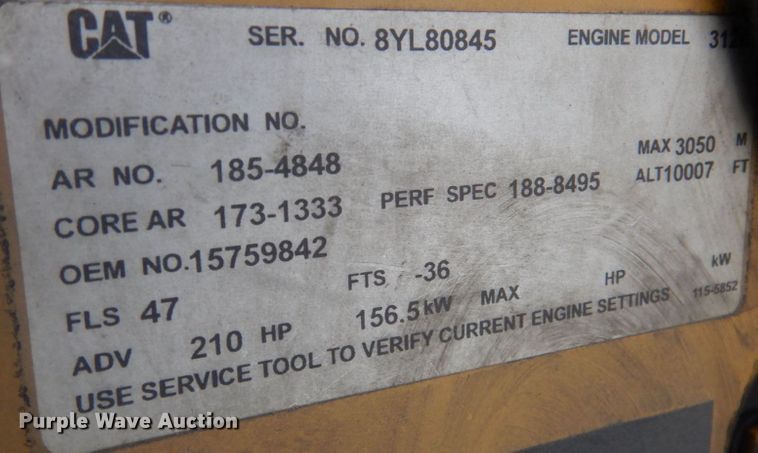 CAT® SER. NO. 8YL80845 ENGINE MODEL
MODIFICATION NO.
AR NO. 185-4848 MAX 3050 M
CORE AR 173-1333 PERF SPEC 188-8495 ALT10007 FT
OEM NO.15759842
FLS 47 FTS -36
ADV 210 HP 156.5 kW MAX HP kW
USE SERVICE TOOL TO VERIFY CURRENT ENGINE SETTINGS 115-5852
Purple Wave Auction